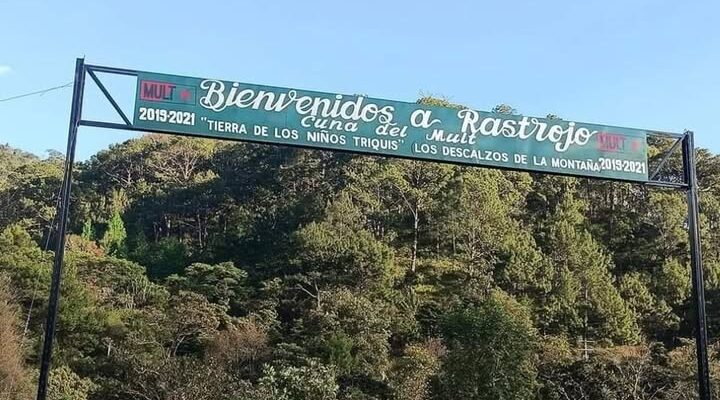 MULT
Bienvenidos a Rastrojo
MULT
Cuna del Mult
2019-2021
"TIERRA DE LOS NIÑOS TRIQUIS" (LOS DESCALZOS DE LA MONTAÑA
2019-2021